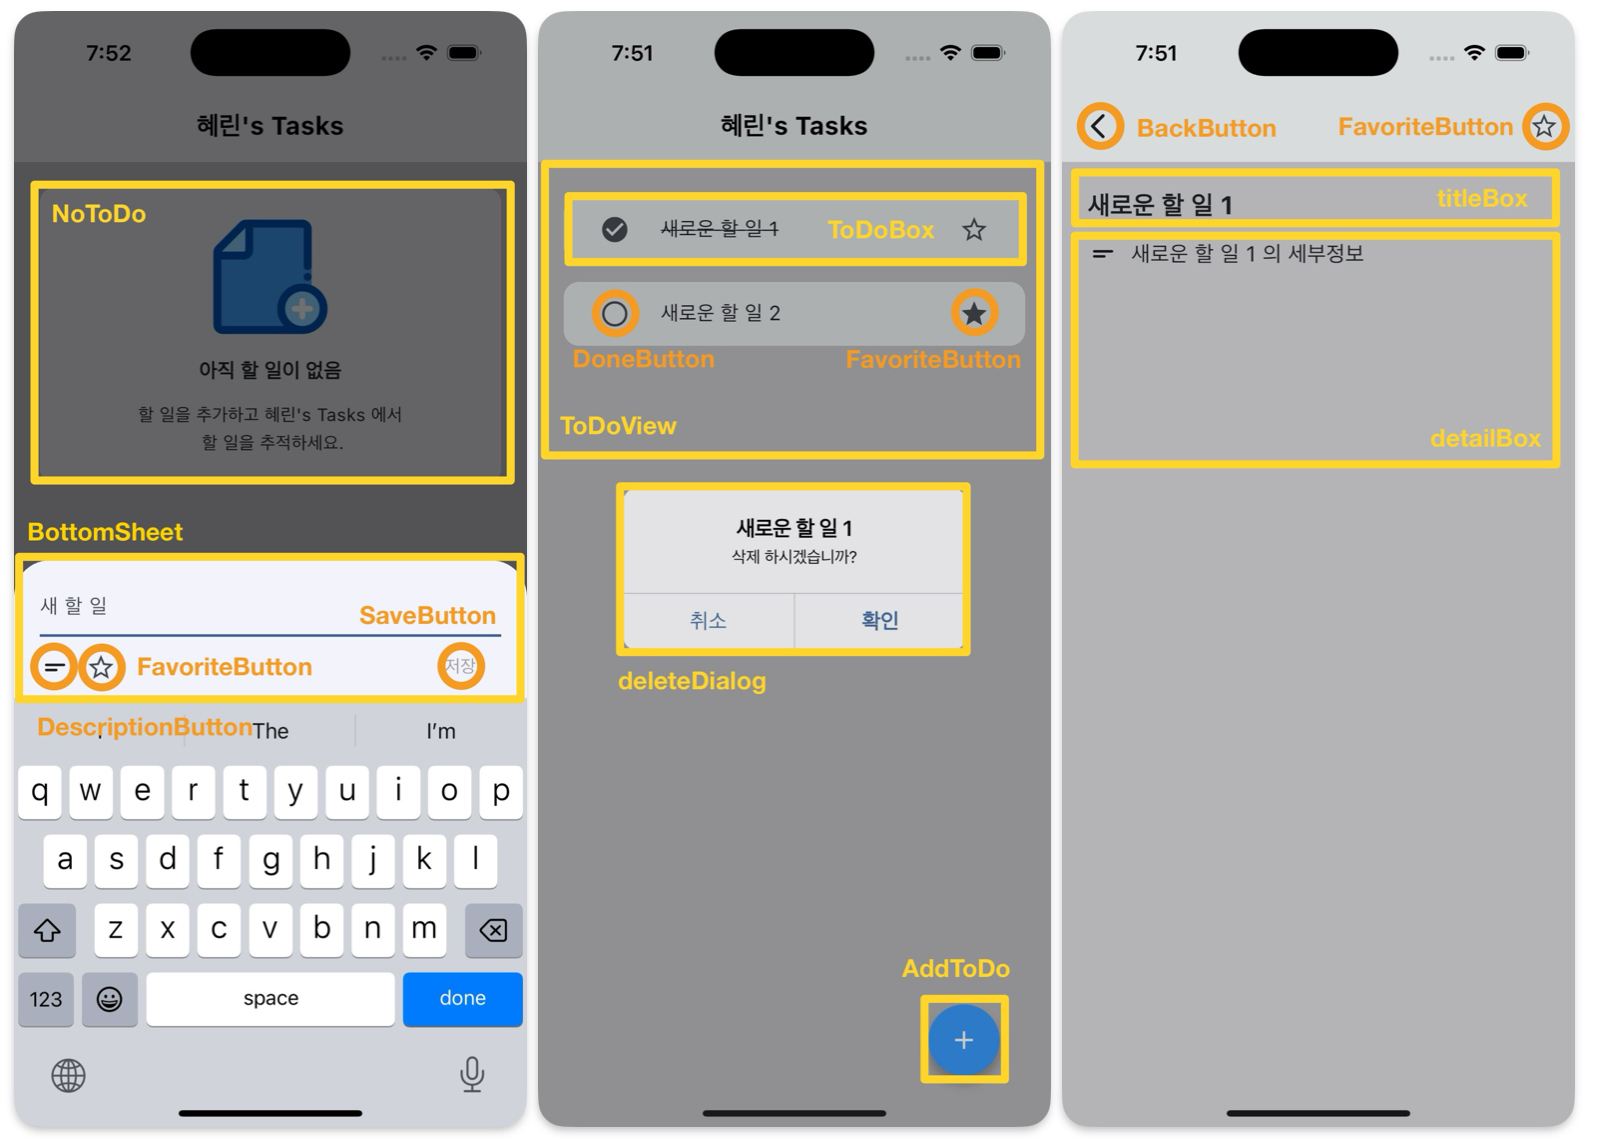 7:52
혜린's Tasks
NoToDo
아직 할 일이 없음
할 일을 추가하고 혜린's Tasks 에서
할 일을 추적하세요.
BottomSheet
새 할 일
SaveButton
FavoriteButton
저장
DescriptionButton
The
I'm
q w e r t y u i o p
a s d f g h j k l
z x c v b n m
123
space
done
7:51
혜린's Tasks
새로운 할 일 1
ToDoBox
새로운 할 일 2
DoneButton
FavoriteButton
ToDoView
새로운 할 일 1
삭제 하시겠습니까?
취소
확인
deleteDialog
AddToDo
7:51
BackButton
FavoriteButton
새로운 할 일 1
titleBox
새로운 할 일 1 의 세부정보
detailBox